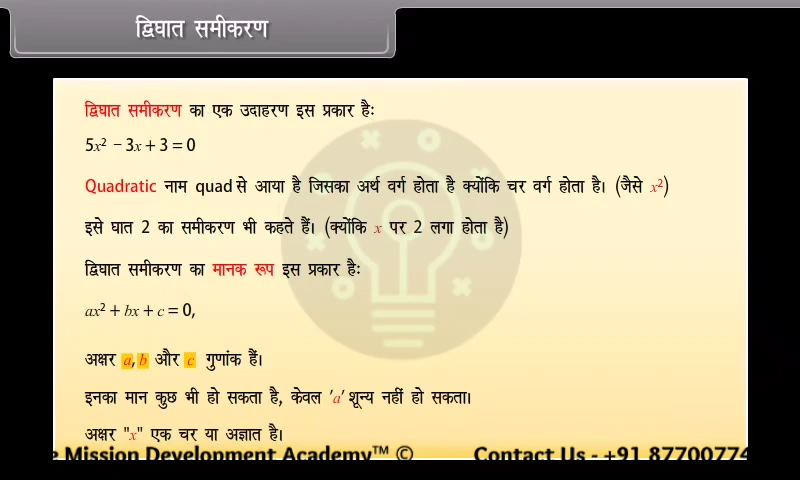 द्विघात समीकरण
द्विघात समीकरण का एक उदाहरण इस प्रकार है:
5x² − 3x + 3 = 0
Quadratic नाम quad से आया है जिसका अर्थ वर्ग होता है क्योंकि चर वर्ग होता है। (जैसे x²)
इसे घात 2 का समीकरण भी कहते हैं। (क्योंकि x पर 2 लगा होता है)
द्विघात समीकरण का मानक रूप इस प्रकार है:
ax² + bx + c = 0,
अक्षर a, b और c गुणांक हैं।
इनका मान कुछ भी हो सकता है, केवल 'a' शून्य नहीं हो सकता।
अक्षर "x" एक चर या अज्ञात है।
e Mission Development Academy™ © Contact Us - +91 87700774